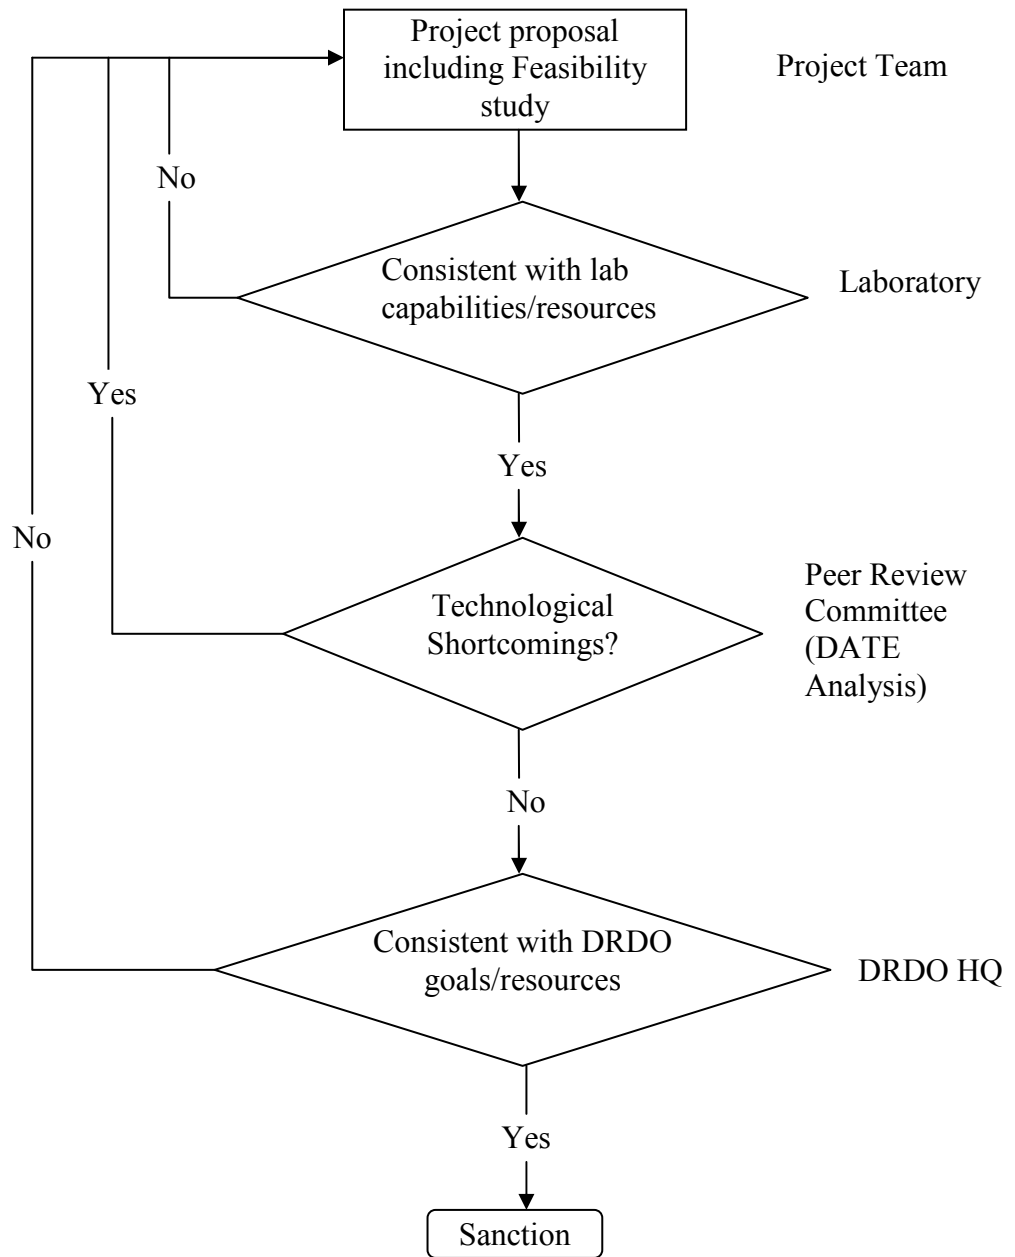 Project proposal
including Feasibility
study
Project Team
No
Consistent with lab
capabilities/resources
Laboratory
Yes
Yes
No
Technological
Shortcomings?
Peer Review
Committee
(DATE
Analysis)
No
Consistent with DRDO
goals/resources
DRDO HQ
Yes
Sanction